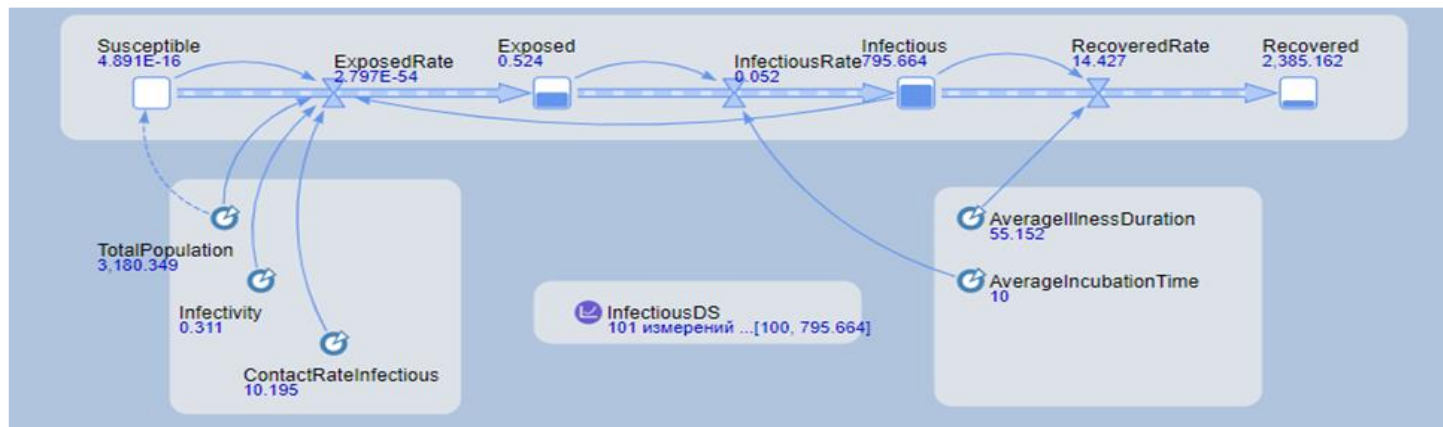 Susceptible
4.891E-16
ExposedRate
2.797E-54
Exposed
0.524
InfectiousRate
0.052
Infectious
795.664
RecoveredRate
14.427
Recovered
2,385.162
TotalPopulation
3,180.349
Infectivity
0.311
ContactRateInfectious
10.195
InfectiousDS
101 измерений ...[100, 795.664]
AverageIllnessDuration
55.152
AverageIncubationTime
10